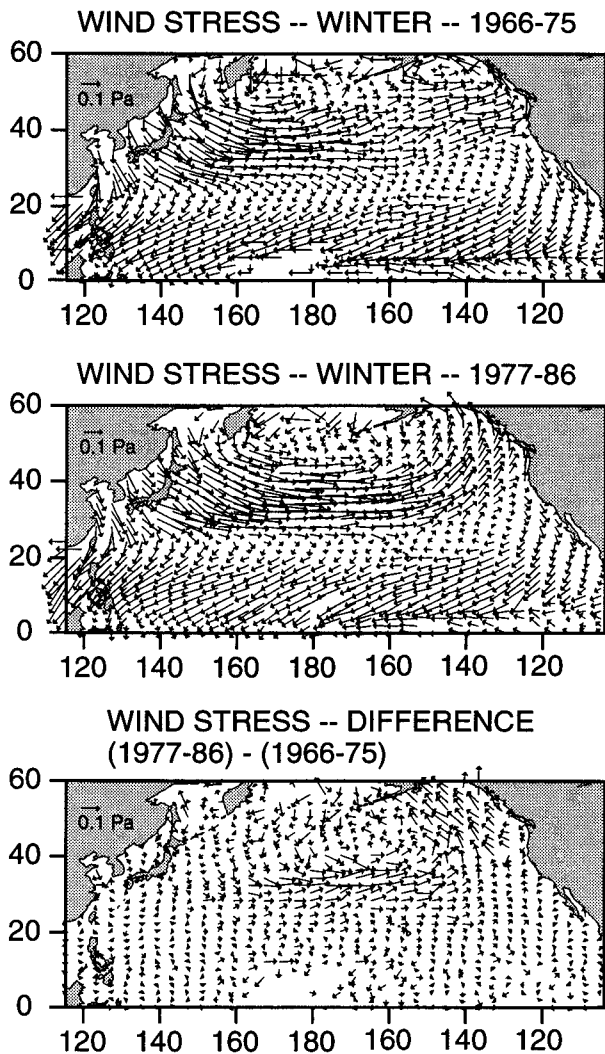 WIND STRESS -- WINTER -- 1966-75
60
0.1 Pa
40
20
0
120 140 160 180 160 140 120
WIND STRESS -- WINTER -- 1977-86
60
0.1 Pa
40
20
0
120 140 160 180 160 140 120
WIND STRESS -- DIFFERENCE
(1977-86) - (1966-75)
60
0.1 Pa
40
20
0
120 140 160 180 160 140 120